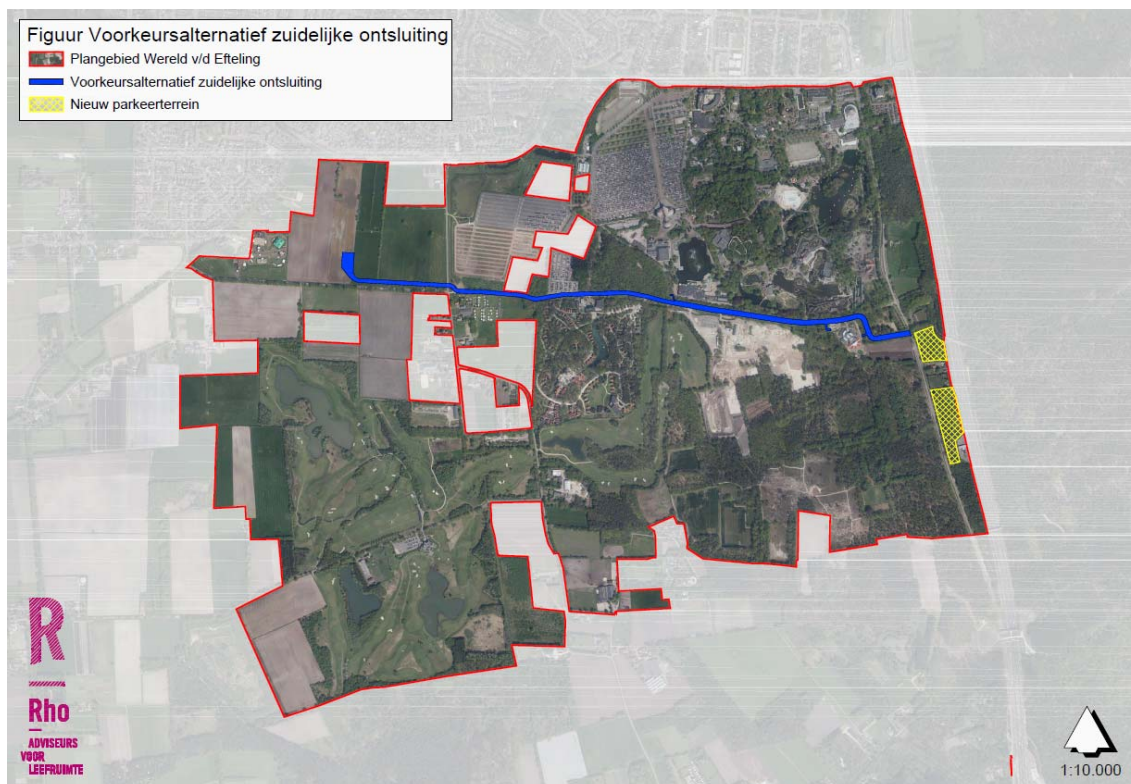 Figuur Voorkeursalternatief zuidelijke ontsluiting
Plangebied Wereld v/d Efteling
Voorkeursalternatief zuidelijke ontsluiting
Nieuw parkeerterrein
R
Rho
ADVISEURS
VOOR
LEEFRUIMTE
1:10.000